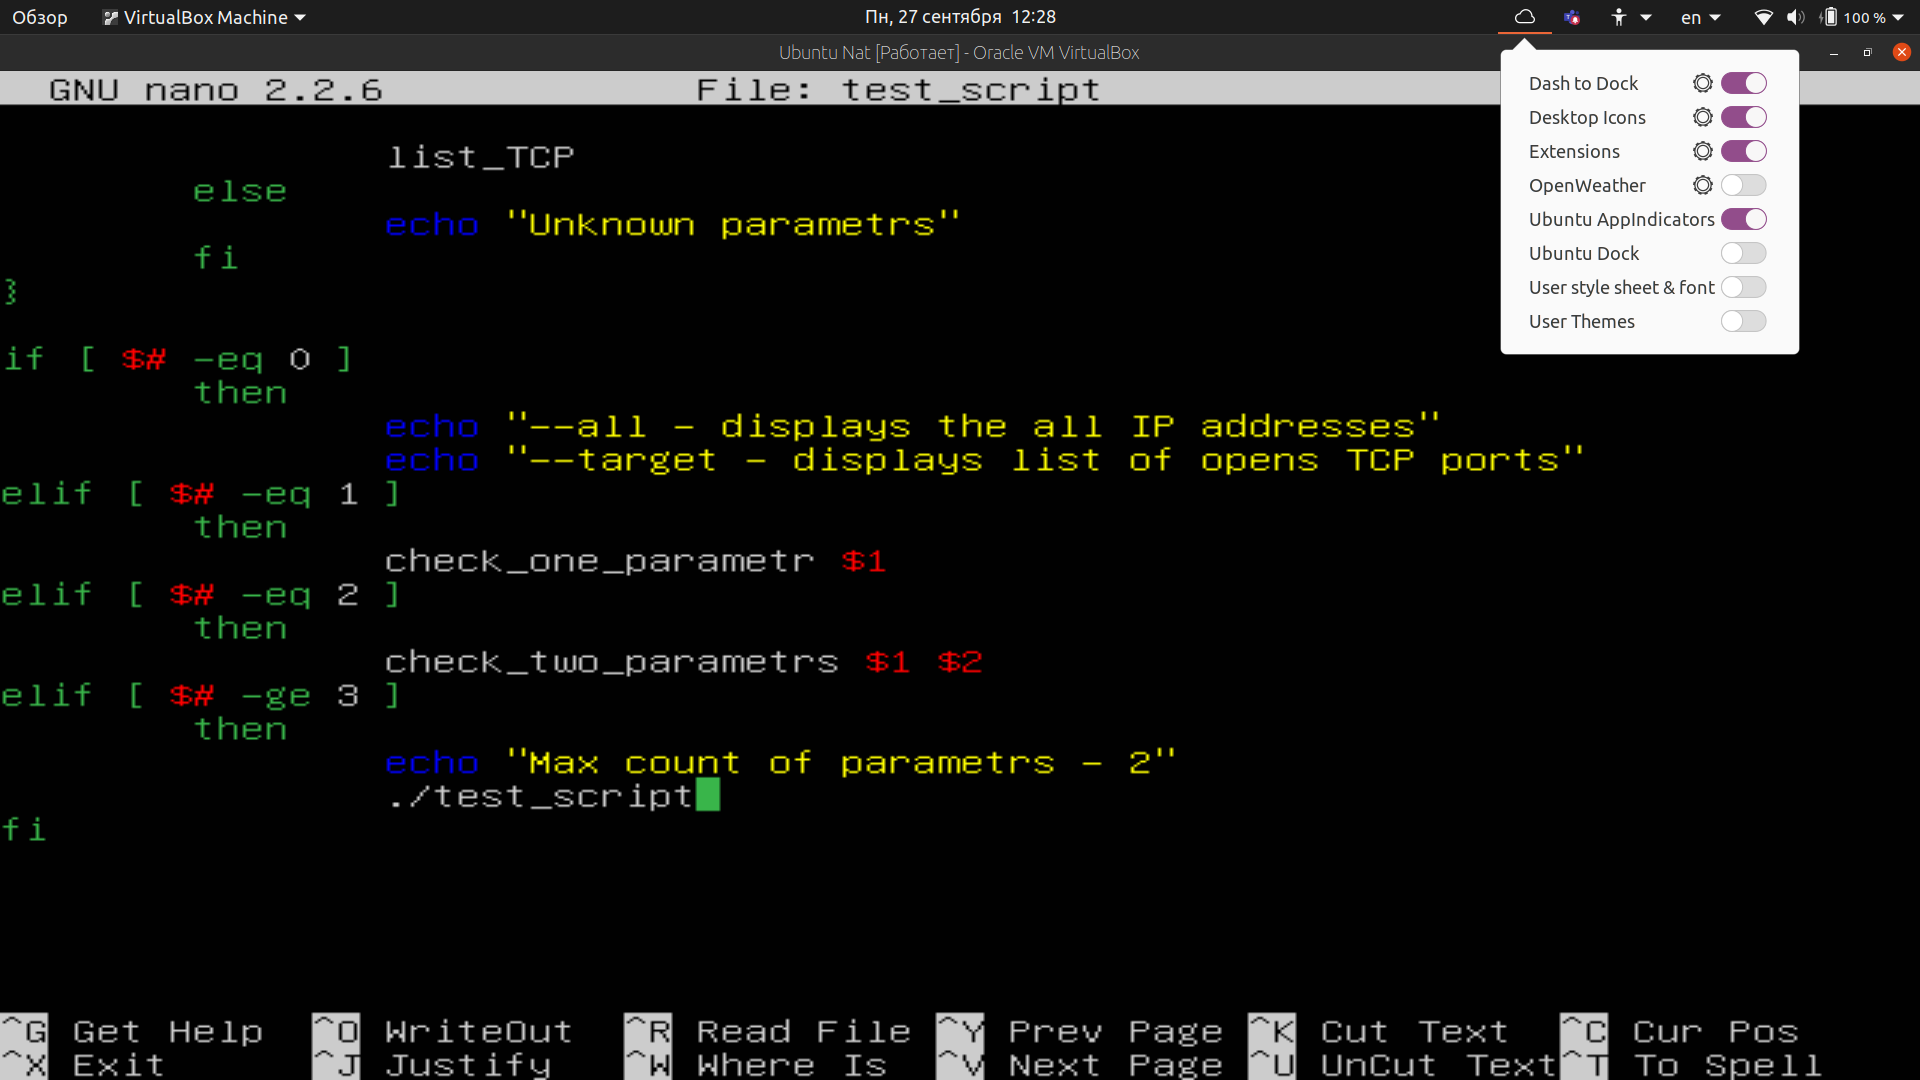 Обзор VirtualBox Machine Пн, 27 сентября 12:28 en 100 %
Ubuntu Nat [Работает] - Oracle VM VirtualBox
GNU nano 2.2.6 File: test_script
list_TCP
else
echo "Unknown parametrs"
fi
}
if [ $# -eq 0 ]
then
echo "--all - displays the all IP addresses"
echo "--target - displays list of opens TCP ports"
elif [ $# -eq 1 ]
then
check_one_parametr $1
elif [ $# -eq 2 ]
then
check_two_parametrs $1 $2
elif [ $# -ge 3 ]
then
echo "Max count of parametrs - 2"
./test_script
fi
^G Get Help ^O WriteOut ^R Read File ^Y Prev Page ^K Cut Text ^C Cur Pos
^X Exit ^J Justify ^W Where Is ^V Next Page ^U UnCut Text ^T To Spell
Dash to Dock
Desktop Icons
Extensions
OpenWeather
Ubuntu AppIndicators
Ubuntu Dock
User style sheet & font
User Themes